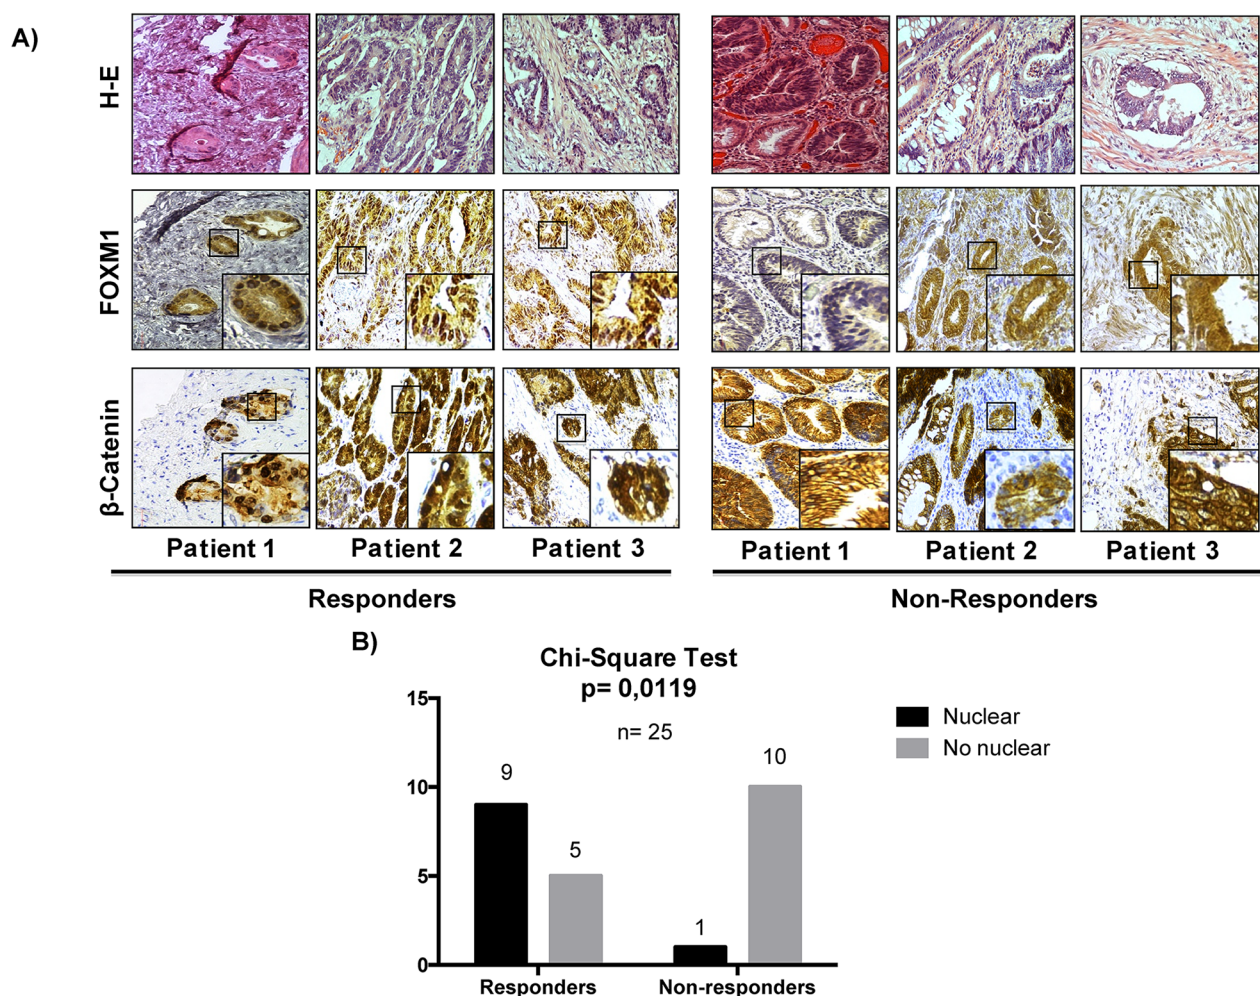 A)
H-E
FOXM1
β-Catenin
Patient 1
Patient 2
Patient 3
Patient 1
Patient 2
Patient 3
Responders
Non-Responders
B)
Chi-Square Test
p= 0,0119
n= 25
Nuclear
No nuclear
15
10
5
0
9
5
1
10
Responders
Non-responders